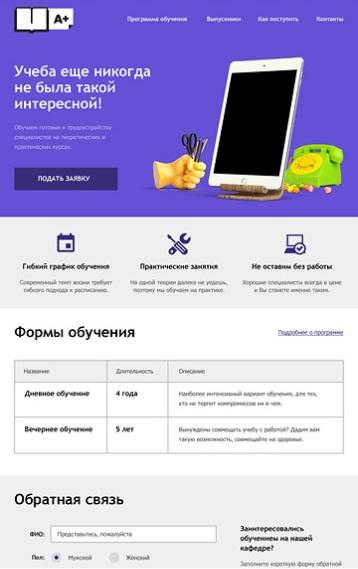 A+
Программа обучения Выпускники Как поступить Контакты
Учеба еще никогда
не была такой
интересной!
Обучаем готовых к трудоустройству
специалистов на теоретических и
практических курсах.
ПОДАТЬ ЗАЯВКУ
Гибкий график обучения
Современный темп жизни требует
гибкого подхода к расписанию.
Практические занятия
На одной теории далеко не уедешь,
поэтому мы обучаем на практике.
Не оставим без работы
Хорошие специалисты всегда в цене
и Вы станете именно таким.
Формы обучения
Подробнее о программе
Название Длительность Описание
Дневное обучение 4 года Наиболее интенсивный вариант обучения, для тех,
кто не терпит компромиссов ни в чем.
Вечернее обучение 5 лет Вынуждены совмещать учебу с работой? Дадим вам
такую возможность, совмещайте на здоровье.
Обратная связь
ФИО: Представьтесь, пожалуйста
Пол: Мужской Женский
Заинтересовались
обучением на нашей
кафедре?
Заполните короткую форму обратной